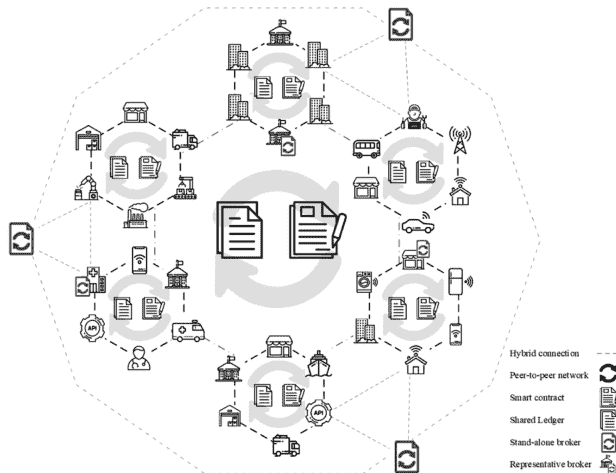 API
API
Hybrid connection
Peer-to-peer network
Smart contract
Shared Ledger
Stand-alone broker
Representative broker